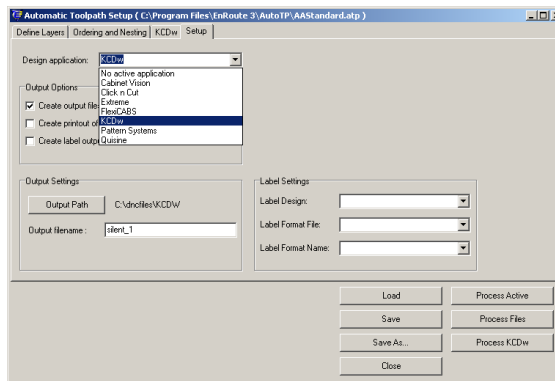 Automatic Toolpath Setup ( C:\Program Files\EnRoute 3\AutoTP\AAStandard.atp )
Define Layers Ordering and Nesting KCDw Setup
Design application: KCDw
No active application
Cabinet Vision
Click n Cut
Extreme
FlexiCABS
KCDw
Pattern Systems
Quisine
Output Options
Create output file
Create printout of
Create label outp
Output Settings
Output Path C:\dncfiles\KCDW
Output filename : silent_1
Label Settings
Label Design:
Label Format File:
Label Format Name:
Load Process Active
Save Process Files
Save As... Process KCDw
Close